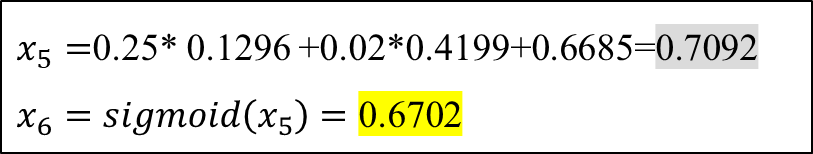 x₅ =0.25* 0.1296 +0.02*0.4199+0.6685=0.7092
x₆ = sigmoid(x₅) = 0.6702